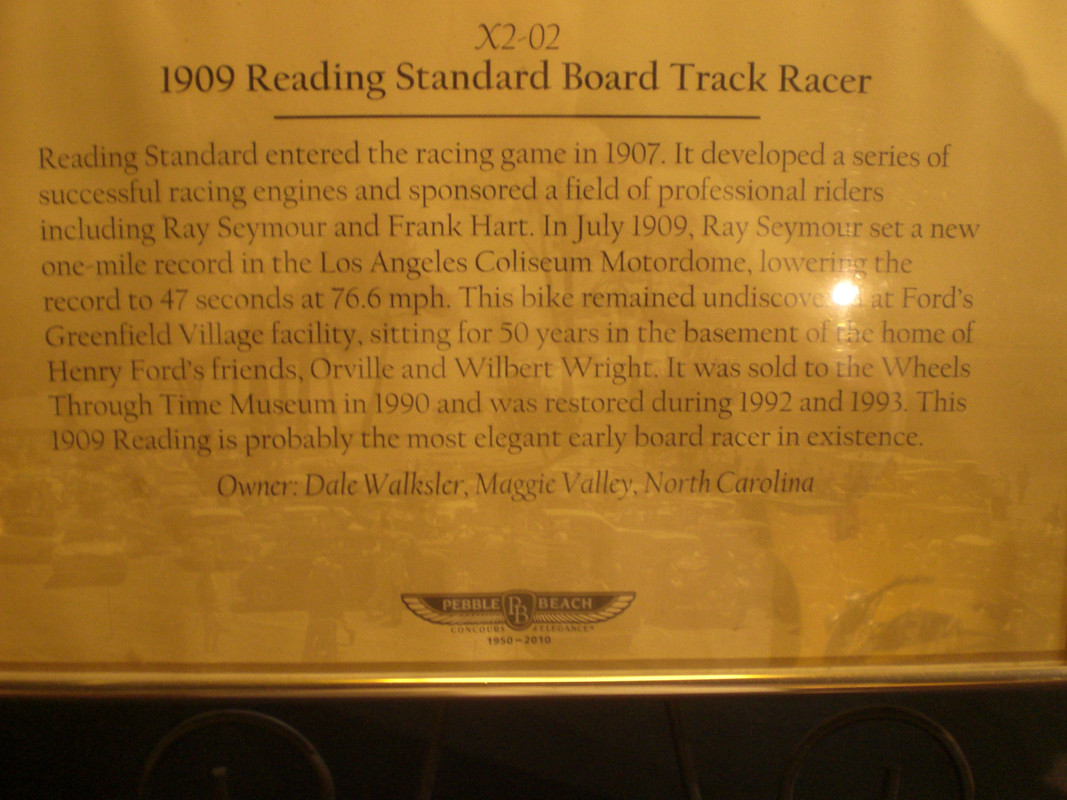 X2-02
1909 Reading Standard Board Track Racer
Reading Standard entered the racing game in 1907. It developed a series of
successful racing engines and sponsored a field of professional riders
including Ray Seymour and Frank Hart. In July 1909, Ray Seymour set a new
one-mile record in the Los Angeles Coliseum Motordome, lowering the
record to 47 seconds at 76.6 mph. This bike remained at Ford's
Greenfield Village facility, sitting for 50 years in the basement of the home of
Henry Ford's friends, Orville and Wilbert Wright. It was sold to the Wheels
Through Time Museum in 1990 and was restored during 1992 and 1993. This
1909 Reading is probably the most elegant early board racer in existence.
Owner: Dale Walksler, Maggie Valley, North Carolina
PEBBLE PB BEACH
CONCOURS d'ELEGANCE
1950-2010